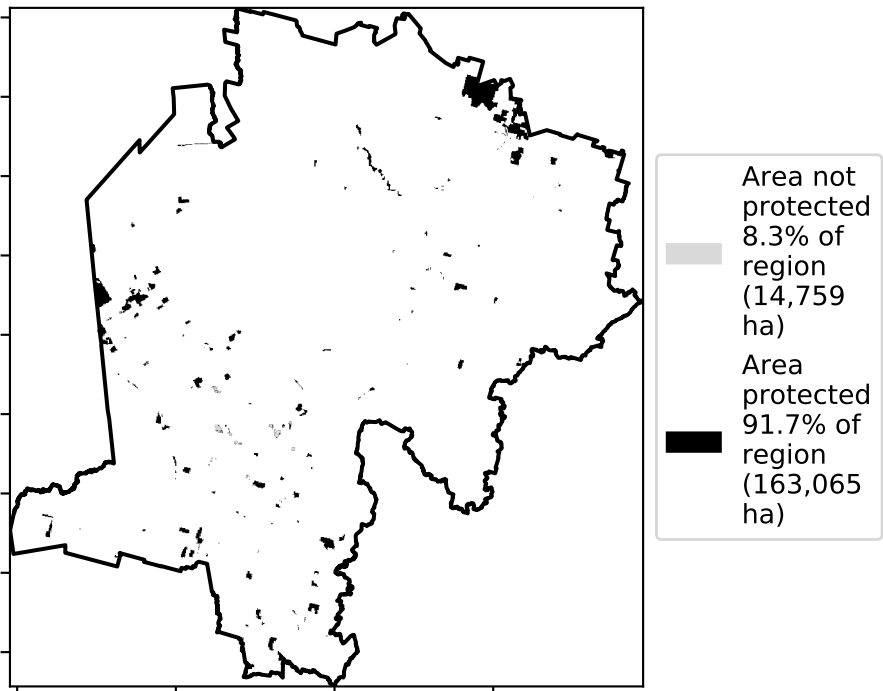 Area not
protected
8.3% of
region
(14,759
ha)
Area
protected
91.7% of
region
(163,065
ha)